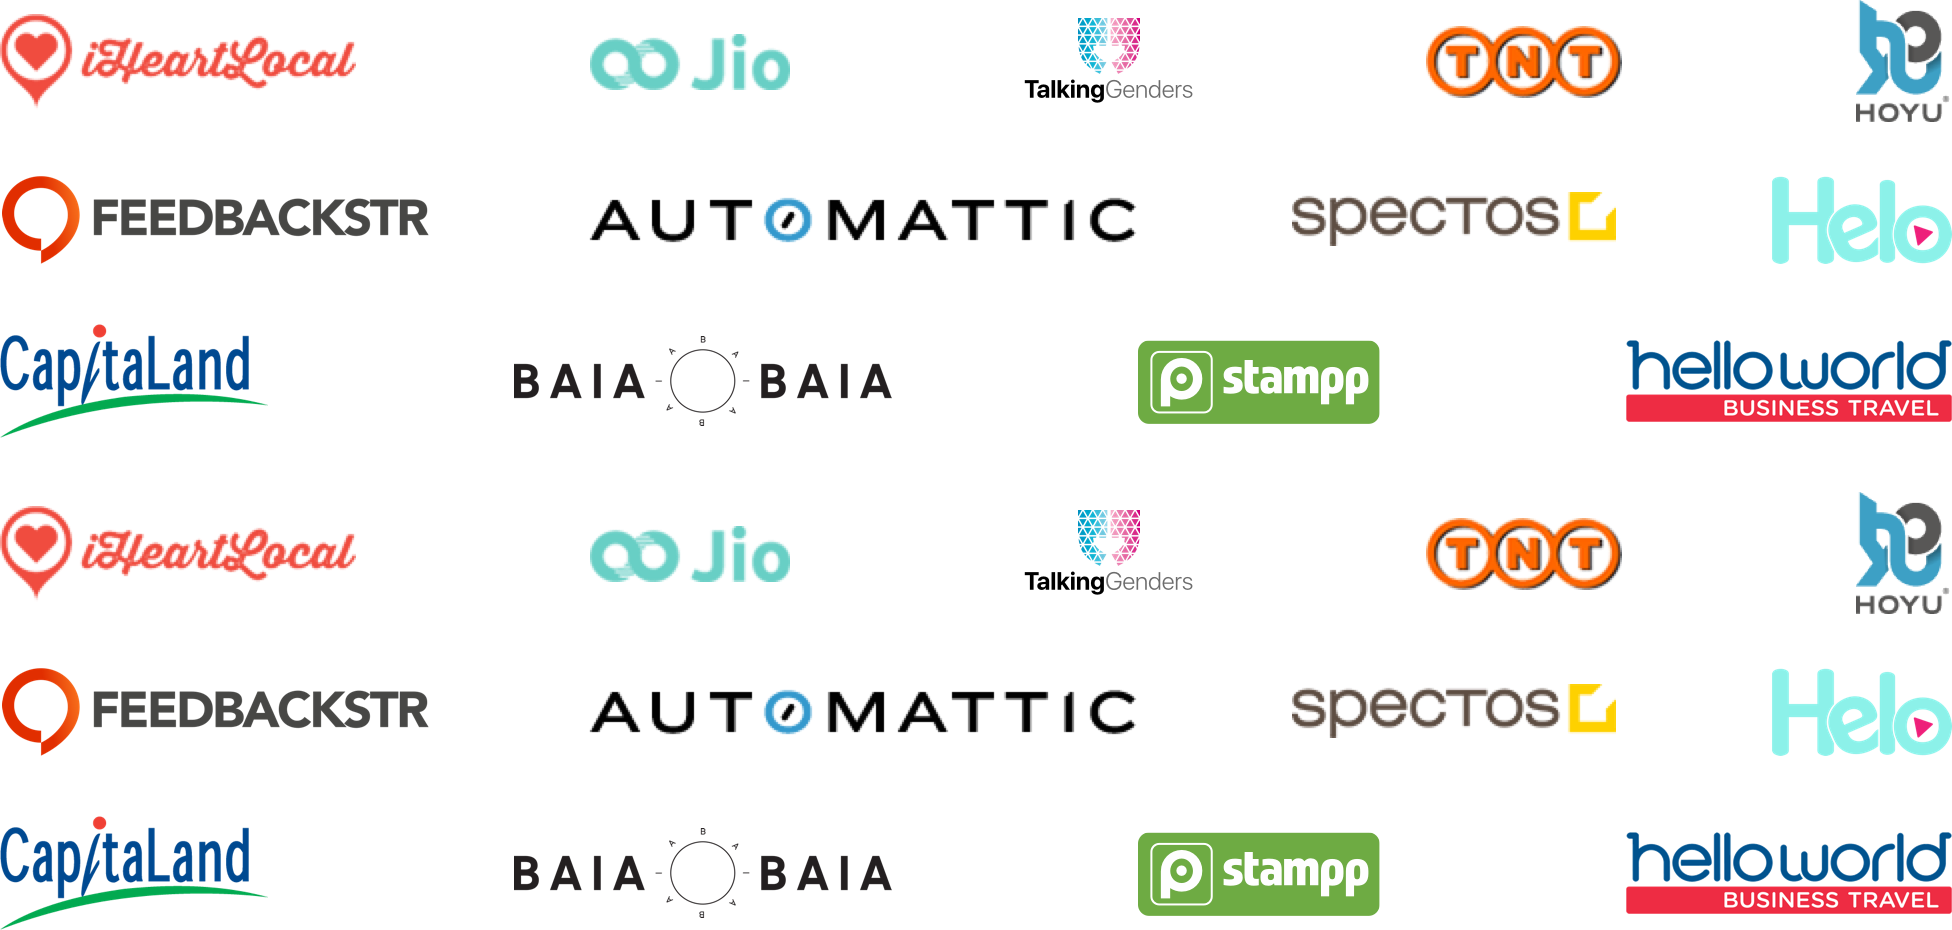 iHeartLocal
Jio
TalkingGenders
TNT
HOYU®
FEEDBACKSTR
AUTOMATTIC
spectos
Helo
CapitaLand
BAIA BAIA
B A A B A A
stampp
helloworld
BUSINESS TRAVEL
iHeartLocal
Jio
TalkingGenders
TNT
HOYU®
FEEDBACKSTR
AUTOMATTIC
spectos
Helo
CapitaLand
BAIA BAIA
B A A B A A
stampp
helloworld
BUSINESS TRAVEL